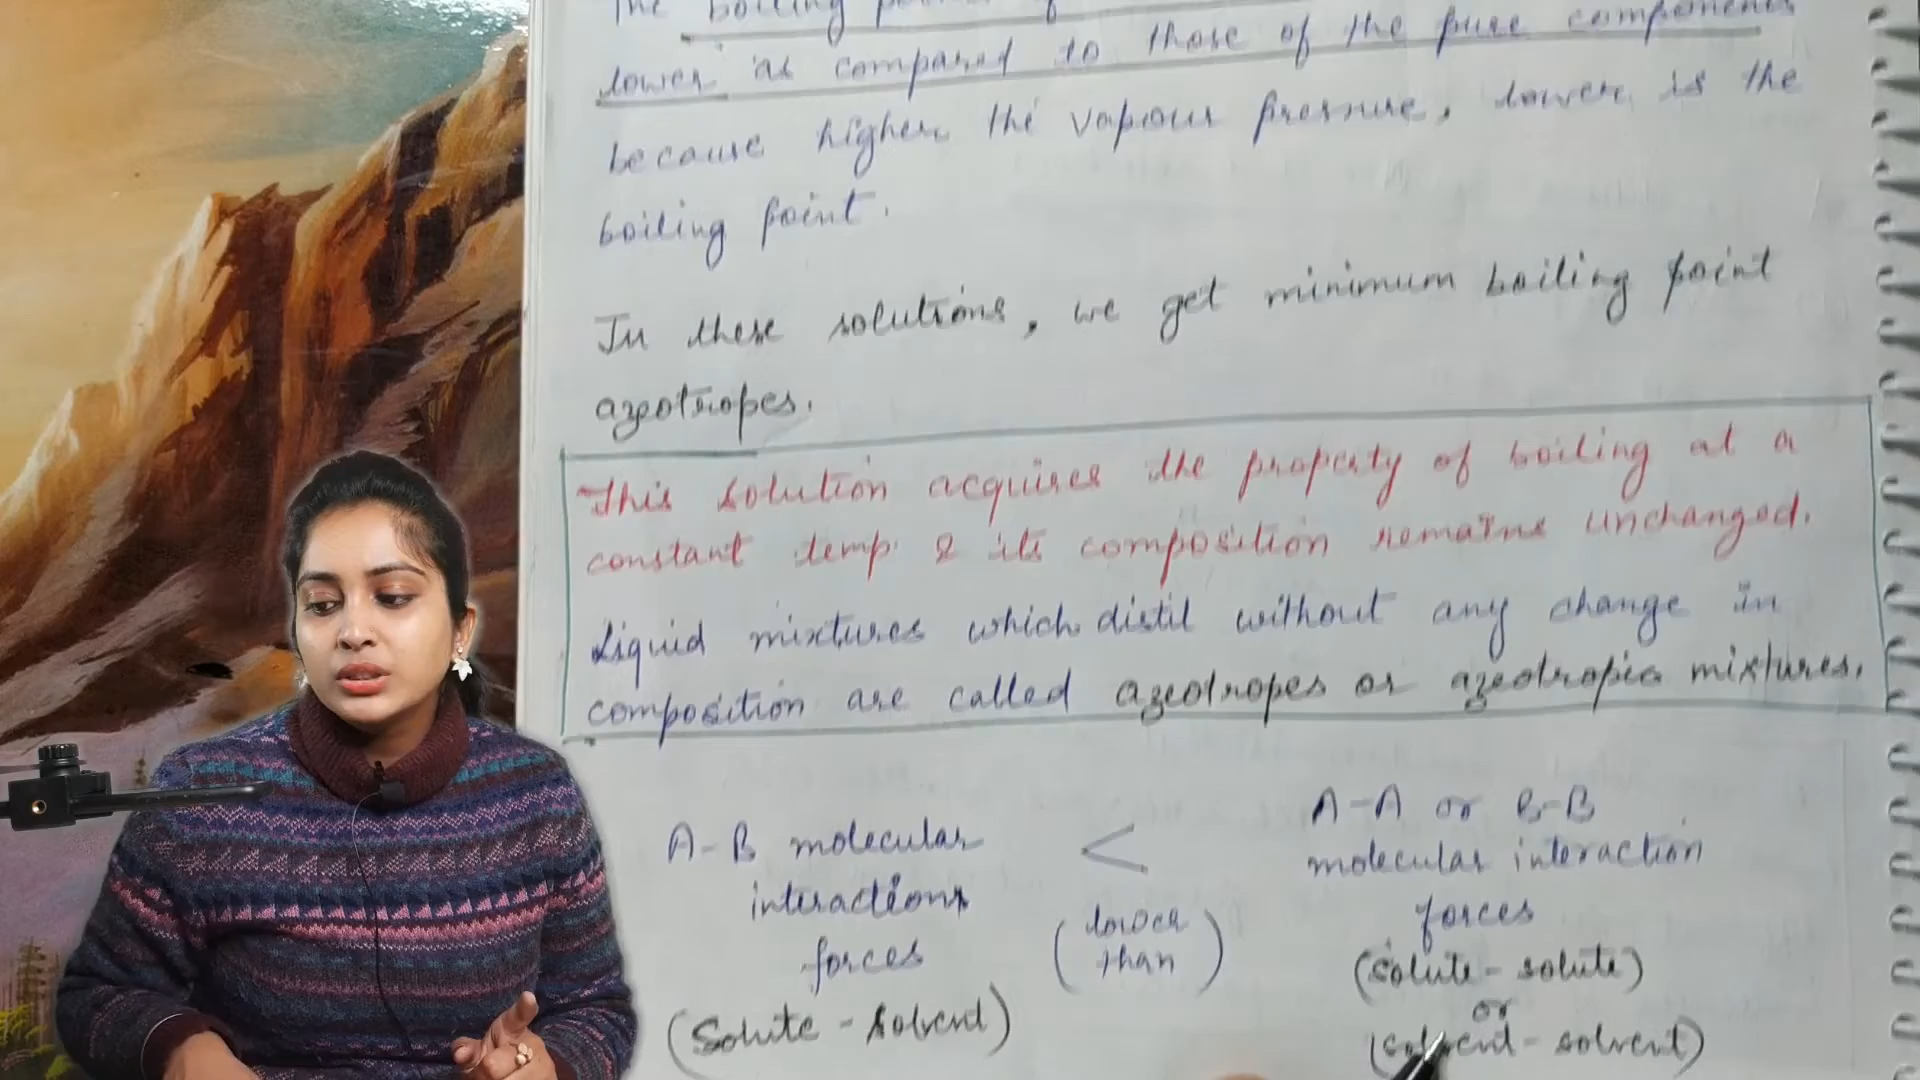 The boiling
lower as compared to those of the pure components
because higher the vapour pressure, lower is the
boiling point.
In these solutions, we get minimum boiling point
azeotropes.
This solution acquires the property of boiling at a
constant temp. & its composition remains unchanged.
Liquid mixtures which distil without any change in
composition are called azeotropes or azeotropic mixtures.
A-B molecular
interactions
forces
(Solute - solvent)
<
(lower
than)
A-A or B-B
molecular interaction
forces
(solute - solute)
or
(solvent - solvent)